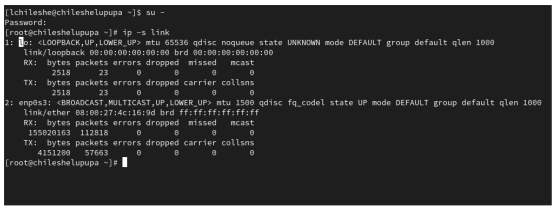 [lchileshe@chileshelupupa ~]$ su -
Password:
[root@chileshelupupa ~]# ip -s link
1: lo: <LOOPBACK,UP,LOWER_UP> mtu 65536 qdisc noqueue state UNKNOWN mode DEFAULT group default qlen 1000
    link/loopback 00:00:00:00:00:00 brd 00:00:00:00:00:00
    RX:  bytes packets errors dropped  missed   mcast
          2518      23      0       0       0       0
    TX:  bytes packets errors dropped carrier collsns
          2518      23      0       0       0       0
2: enp0s3: <BROADCAST,MULTICAST,UP,LOWER_UP> mtu 1500 qdisc fq_codel state UP mode DEFAULT group default qlen 1000
    link/ether 08:00:27:4c:16:9d brd ff:ff:ff:ff:ff:ff
    RX:  bytes packets errors dropped  missed   mcast
     155020163  112818      0       0       0       0
    TX:  bytes packets errors dropped carrier collsns
       4151200   57663      0       0       0       0
[root@chileshelupupa ~]#